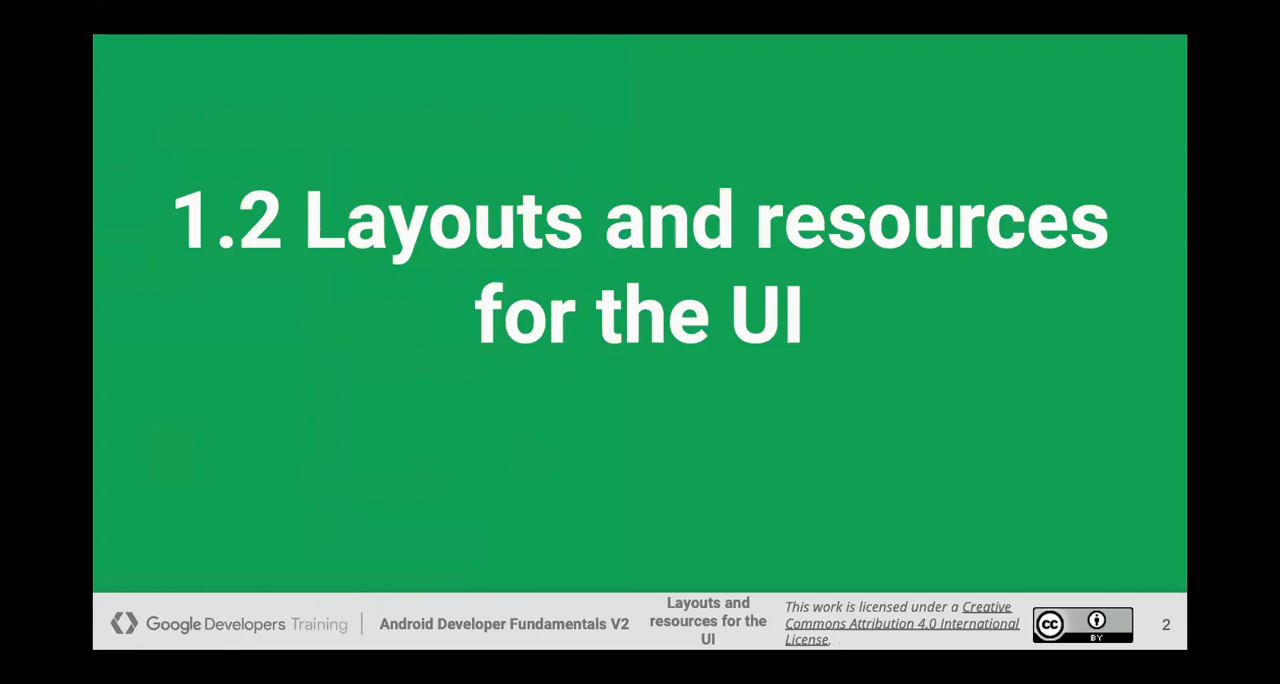 1.2 Layouts and resources
for the UI
Google Developers Training
Android Developer Fundamentals V2
Layouts and
resources for the
UI
This work is licensed under a Creative
Commons Attribution 4.0 International
License.
cc
BY
2